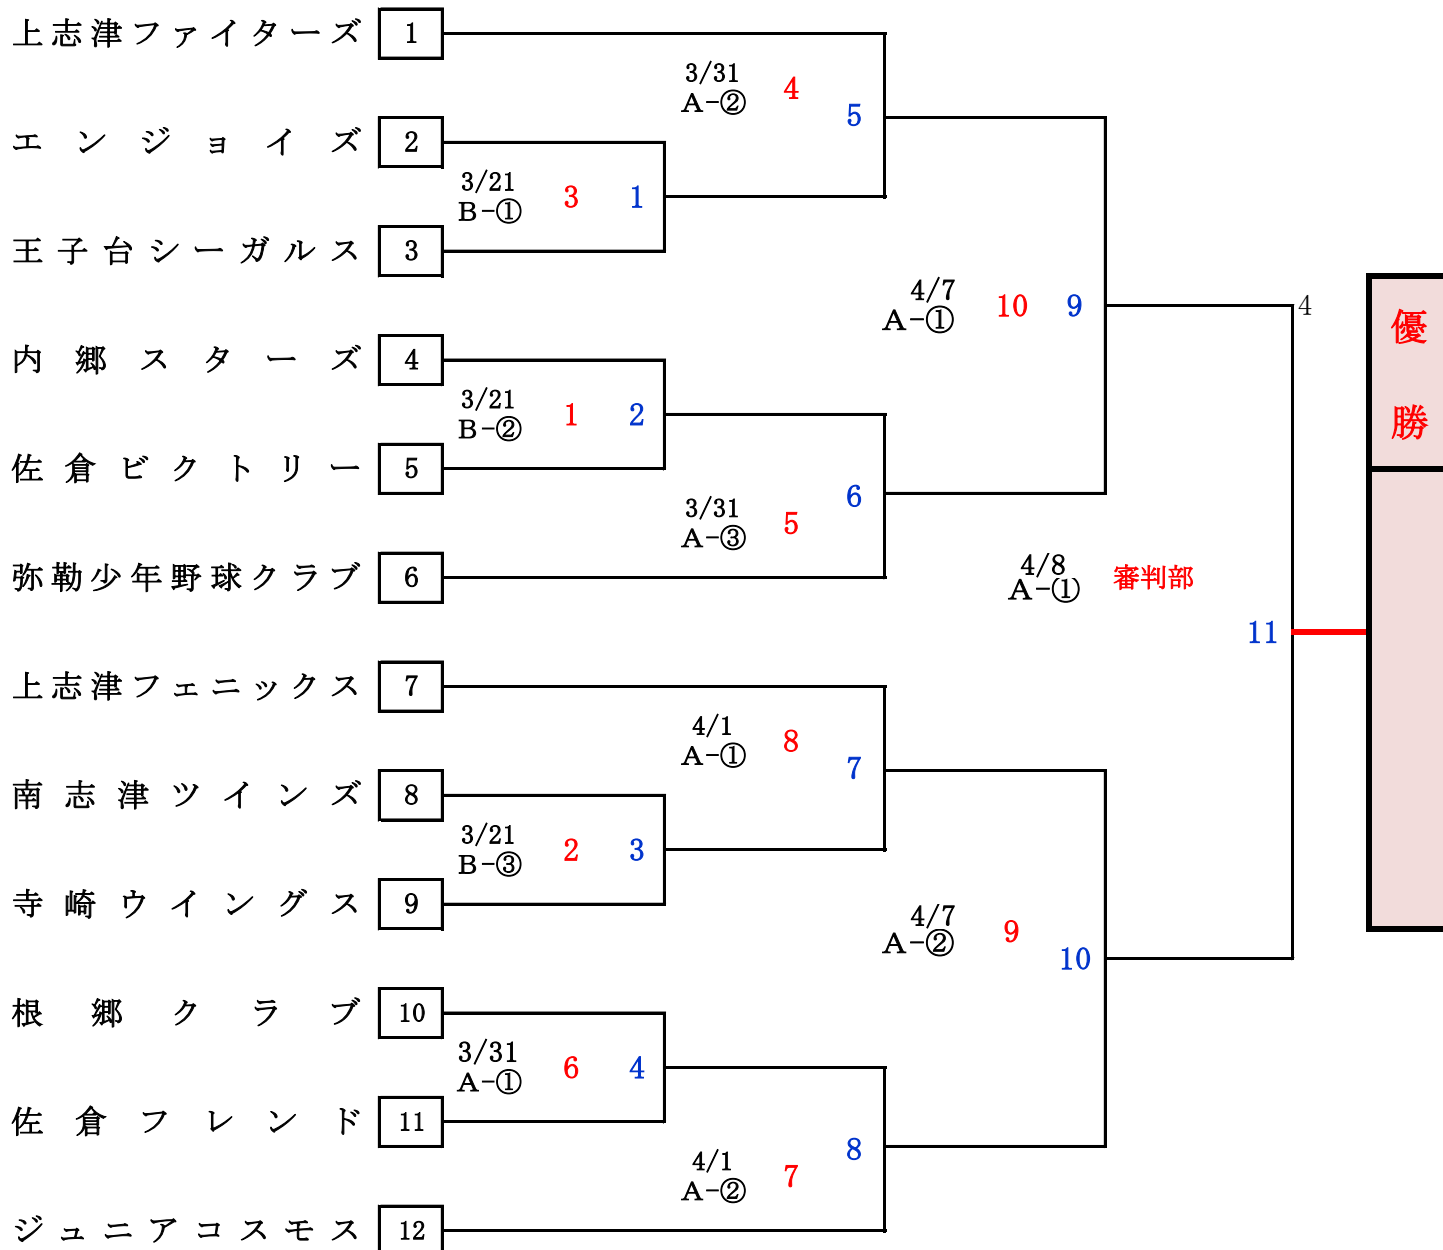 上志津ファイターズ 1
3/31 4
A-② 5
エンジョイズ 2
3/21 3 1
B-①
王子台シーガルス 3
4/7 10 9 4
A-①
内郷スターズ 4
3/21 1 2
B-②
佐倉ビクトリー 5
3/31 5 6
A-③
弥勒少年野球クラブ 6
4/8 審判部
A-①
11
優
勝
上志津フェニックス 7
4/1 8 7
A-①
南志津ツインズ 8
3/21 2 3
B-③
寺崎ウイングス 9
4/7 9 10
A-②
根郷クラブ 10
3/31 6 4
A-①
佐倉フレンド 11
4/1 7 8
A-②
ジュニアコスモス 12